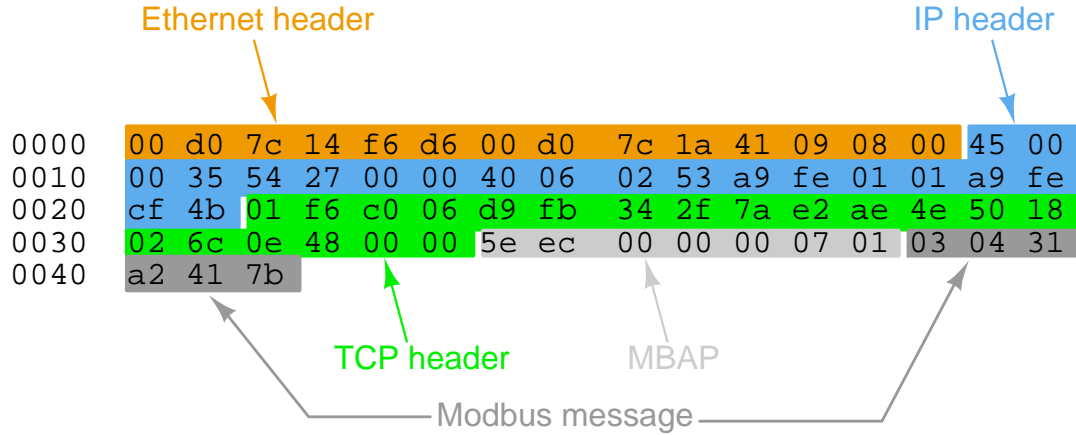 Ethernet header IP header
0000 00 d0 7c 14 f6 d6 00 d0 7c 1a 41 09 08 00 45 00
0010 00 35 54 27 00 00 40 06 02 53 a9 fe 01 01 a9 fe
0020 cf 4b 01 f6 c0 06 d9 fb 34 2f 7a e2 ae 4e 50 18
0030 02 6c 0e 48 00 00 5e ec 00 00 00 07 01 03 04 31
0040 a2 41 7b
TCP header MBAP
Modbus message